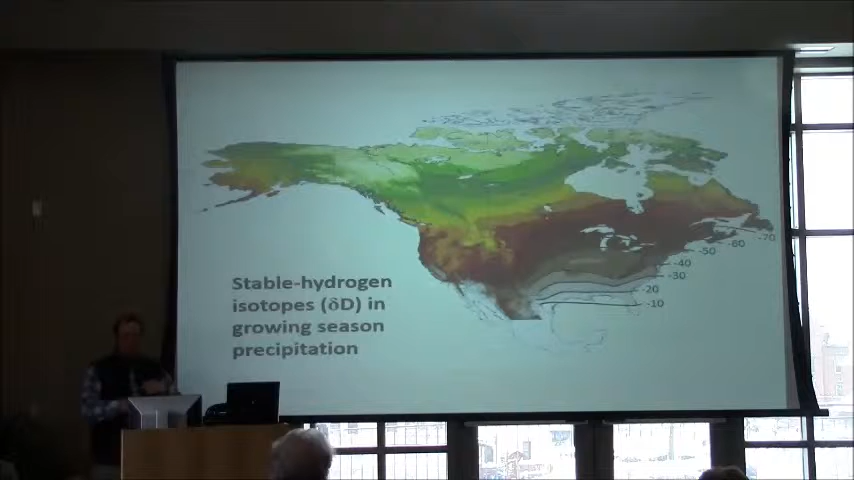 Stable-hydrogen
isotopes (δD) in
growing season
precipitation
-70
-60
-50
-40
-30
-20
-10